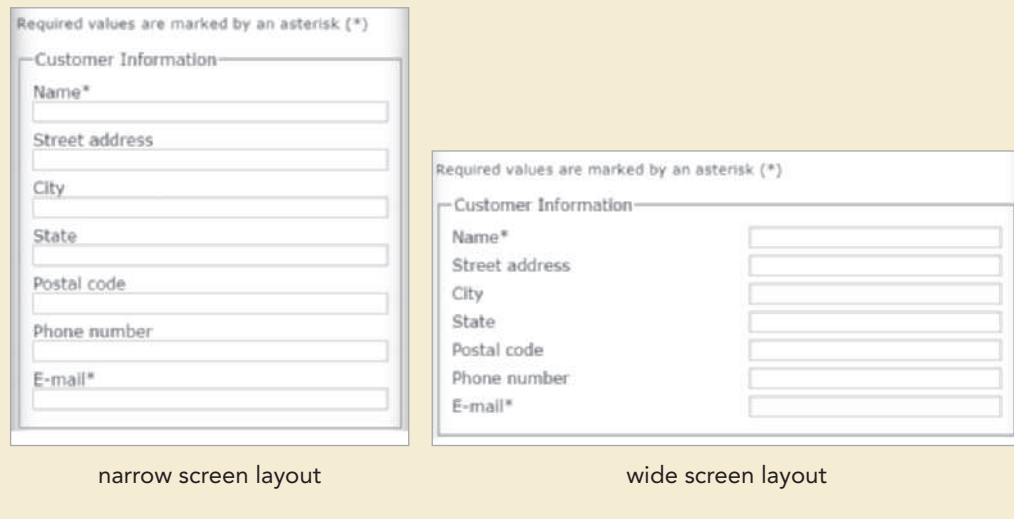 Required values are marked by an asterisk (*)
Customer Information
Name*
Street address
City
State
Postal code
Phone number
E-mail*
narrow screen layout
Required values are marked by an asterisk (*)
Customer Information
Name*
Street address
City
State
Postal code
Phone number
E-mail*
wide screen layout